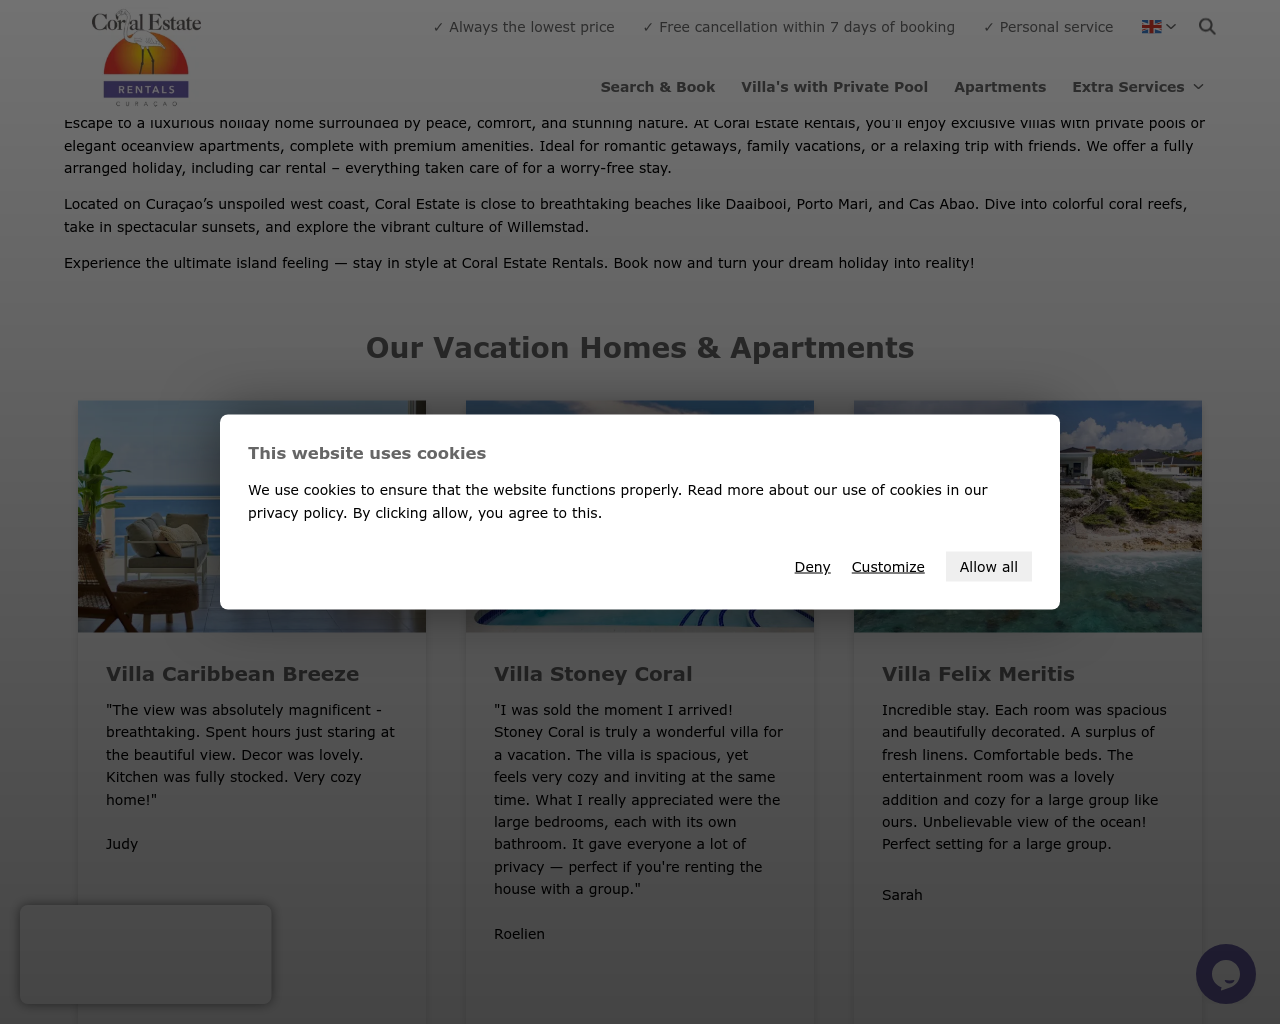 Coral Estate
RENTALS
CURAÇAO
✓ Always the lowest price
✓ Free cancellation within 7 days of booking
✓ Personal service
Search & Book
Villa's with Private Pool
Apartments
Extra Services
Escape to a luxurious holiday home surrounded by peace, comfort, and stunning nature. At Coral Estate Rentals, you'll enjoy exclusive villas with private pools or
elegant oceanview apartments, complete with premium amenities. Ideal for romantic getaways, family vacations, or a relaxing trip with friends. We offer a fully
arranged holiday, including car rental – everything taken care of for a worry-free stay.
Located on Curaçao’s unspoiled west coast, Coral Estate is close to breathtaking beaches like Daaibooi, Porto Mari, and Cas Abao. Dive into colorful coral reefs,
take in spectacular sunsets, and explore the vibrant culture of Willemstad.
Experience the ultimate island feeling — stay in style at Coral Estate Rentals. Book now and turn your dream holiday into reality!
Our Vacation Homes & Apartments
This website uses cookies
We use cookies to ensure that the website functions properly. Read more about our use of cookies in our
privacy policy. By clicking allow, you agree to this.
Deny
Customize
Allow all
Villa Caribbean Breeze
"The view was absolutely magnificent -
breathtaking. Spent hours just staring at
the beautiful view. Decor was lovely.
Kitchen was fully stocked. Very cozy
home!"
Judy
Villa Stoney Coral
"I was sold the moment I arrived!
Stoney Coral is truly a wonderful villa for
a vacation. The villa is spacious, yet
feels very cozy and inviting at the same
time. What I really appreciated were the
large bedrooms, each with its own
bathroom. It gave everyone a lot of
privacy — perfect if you're renting the
house with a group."
Roelien
Villa Felix Meritis
Incredible stay. Each room was spacious
and beautifully decorated. A surplus of
fresh linens. Comfortable beds. The
entertainment room was a lovely
addition and cozy for a large group like
ours. Unbelievable view of the ocean!
Perfect setting for a large group.
Sarah